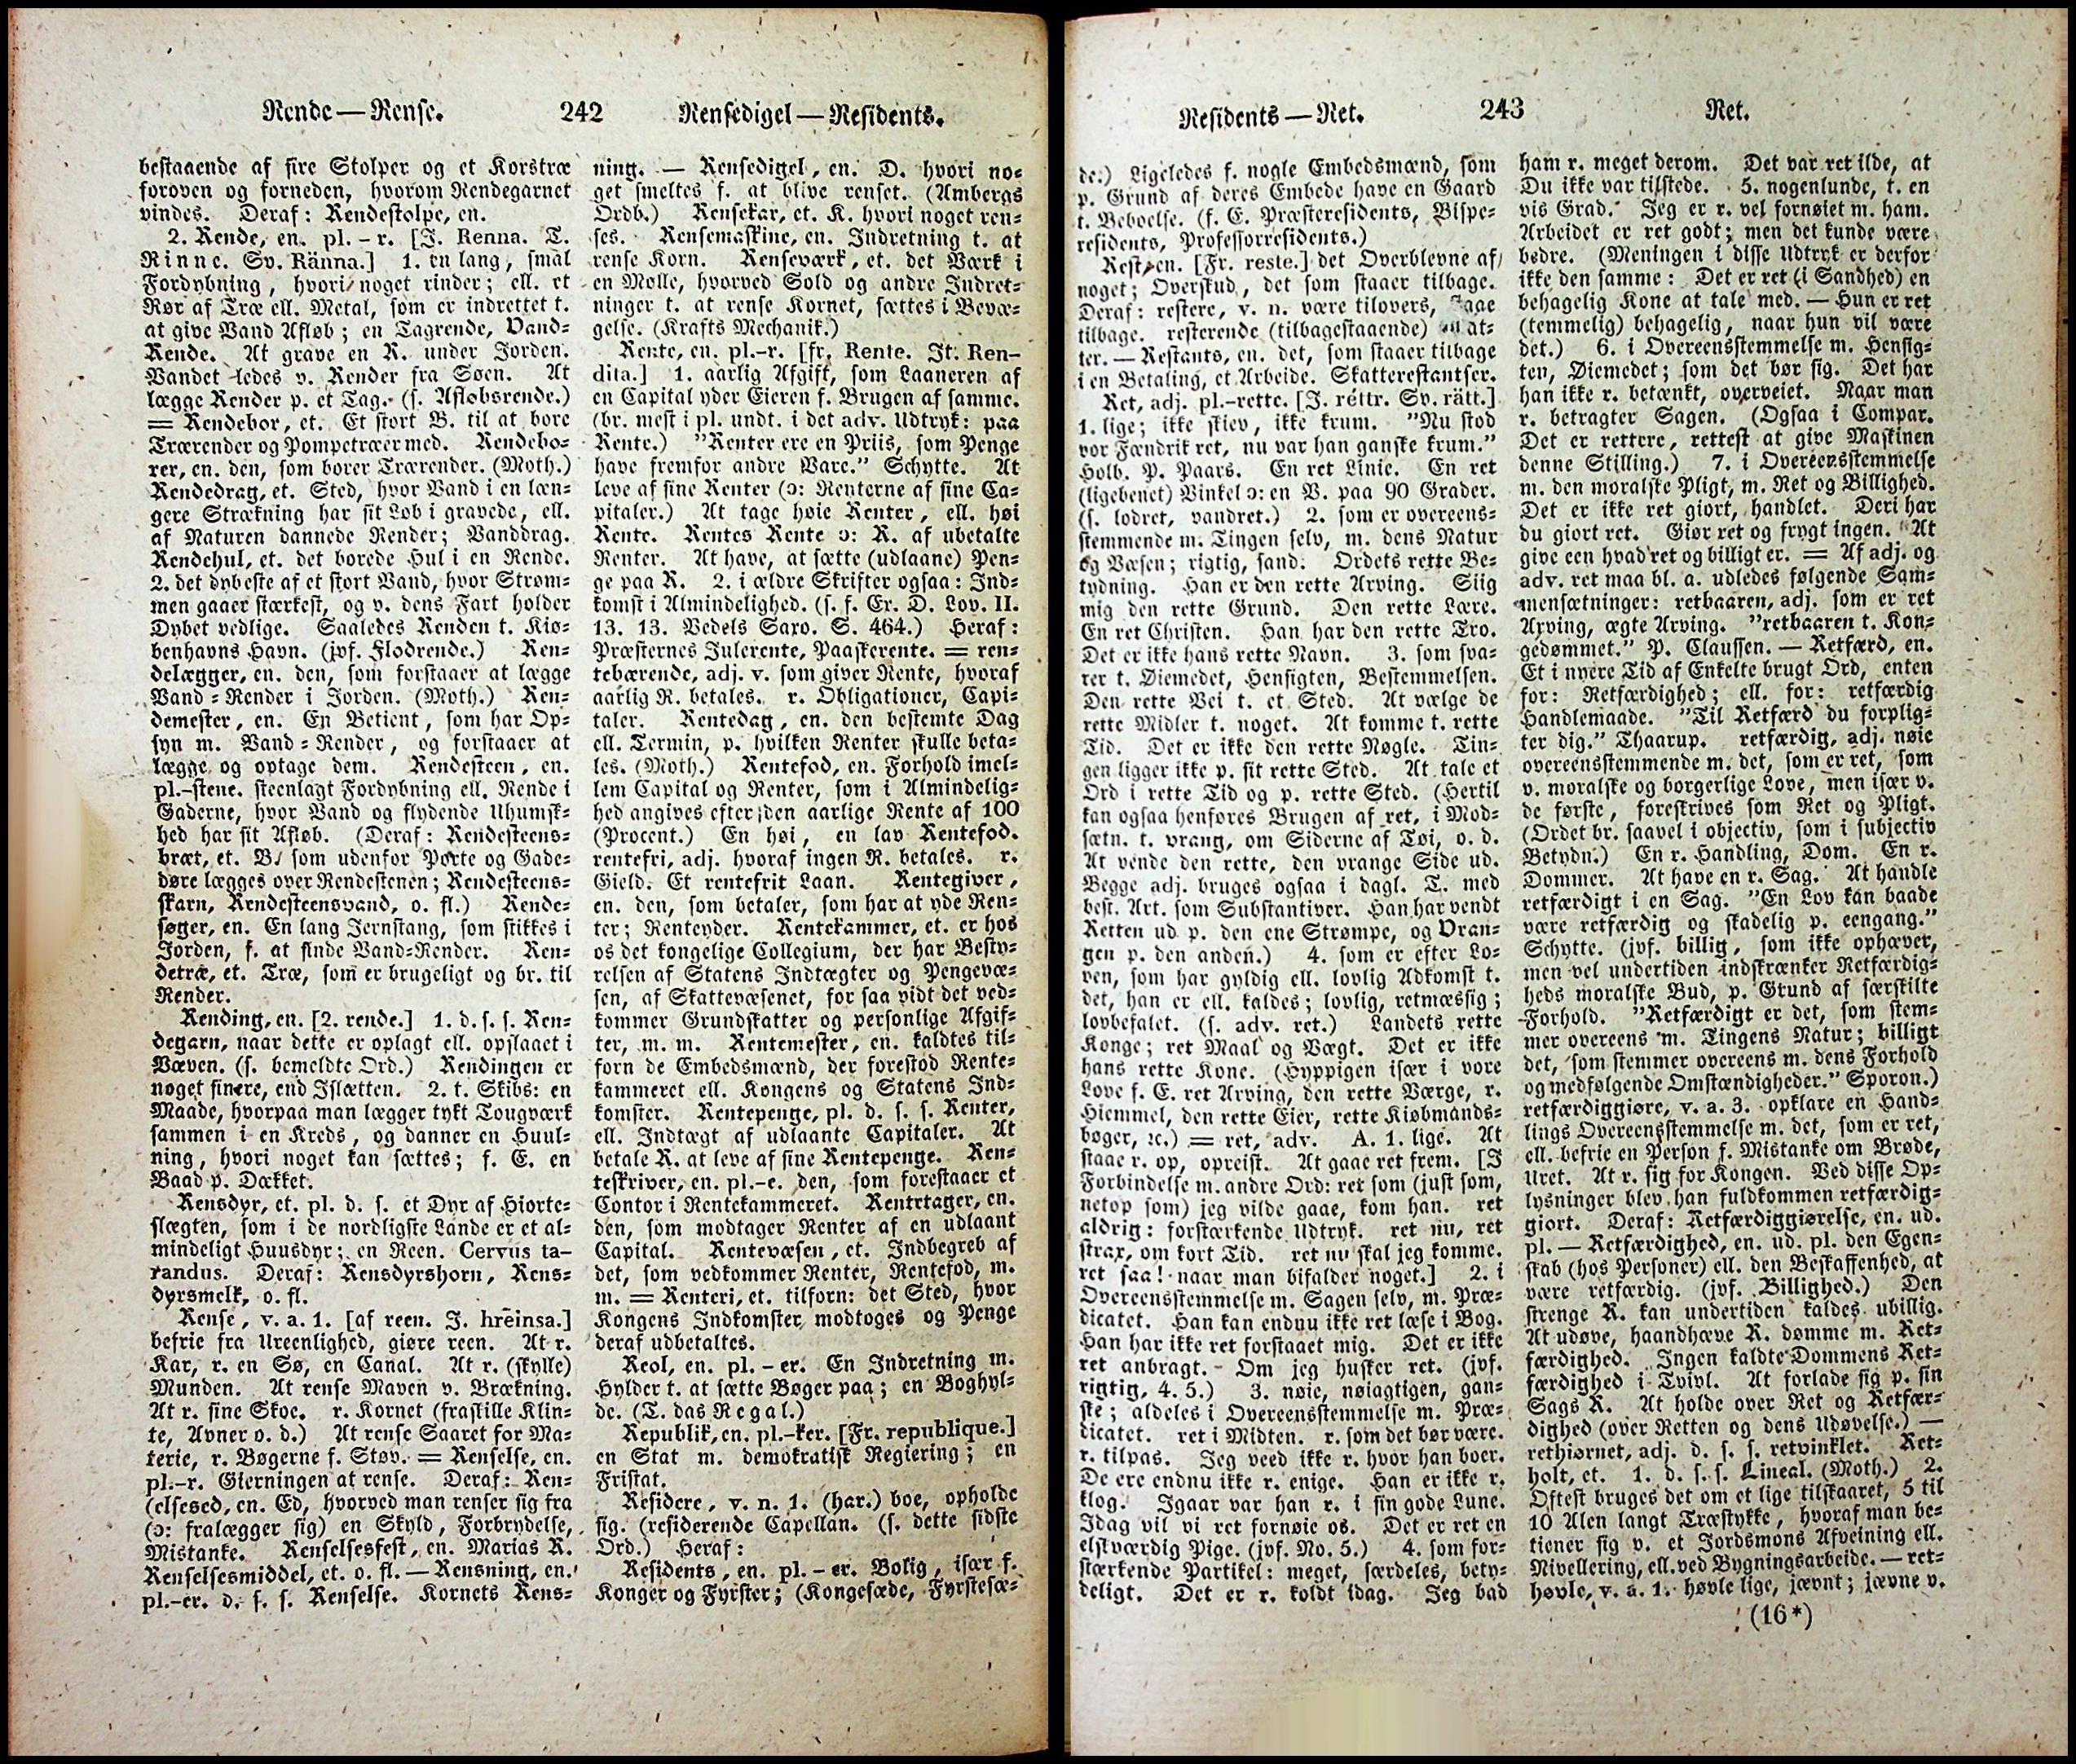 Rende — Rense.
242
Rensedigel — Residents.
bestaaende af fire Stolper og et Korstræ
foroven og forneden, hvorom Rendegarnet
vindes. Deraf: Rendestolpe, en.
2. Rende, en. pl. - r. [J. Renna. T.
Rinne. Sv. Ränna.] 1. en lang, smal
Fordybning, hvori noget rinder; ell. et
Rør af Træ ell. Metal, som er indrettet t.
at give Vand Afløb; en Tagrende, Vand-
Rende. At grave en R. under Jorden.
Vandet ledes v. Render fra Søen. At
lægge Render p. et Tag. (s. Afløbsrende.)
= Rendebor, et. Et stort B. til at bore
Trærender og Pompetræer med. Rendebo-
rer, en. den, som borer Trærender. (Moth.)
Rendedrag, et. Sted, hvor Vand i en læn-
gere Strækning har sit Løb i gravede, ell.
af Naturen dannede Render; Vanddrag.
Rendehul, et. det borede Hul i en Rende.
2. det dybeste af et stort Vand, hvor Strøm-
men gaaer stærkest, og v. dens Fart holder
Dybet vedlige. Saaledes Renden t. Kiø-
benhavns Havn. (jvf. Flodrende.) Ren-
delægger, en. den, som forstaaer at lægge
Vand-Render i Jorden. (Moth.) Ren-
demester, en. En Betient, som har Op-
syn m. Vand-Render, og forstaaer at
lægge og optage dem. Rendesteen, en.
pl.-stene. steenlagt Fordybning ell. Rende i
Gaderne, hvor Vand og flydende Uhumsk-
hed har sit Afløb. (Deraf: Rendesteens-
bræt, et. B. som udenfor Porte og Gade-
døre lægges over Rendestenen; Rendesteens-
skarn, Rendesteensvand, o. fl.) Rende-
søger, en. En lang Jernstang, som stikkes i
Jorden, f. at finde Vand-Render. Ren-
detræ, et. Træ, som er brugeligt og br. til
Render.
Rending, en. [2. rende.] 1. d. s. s. Ren-
degarn, naar dette er oplagt ell. opslaaet i
Væven. (s. bemeldte Ord.) Rendingen er
noget finere, end Islætten. 2. t. Skibs: en
Maade, hvorpaa man lægger tykt Tougværk
sammen i en Kreds, og danner en Huul-
ning, hvori noget kan sættes; f. E. en
Baad p. Dækket.
Rensdyr, et. pl. d. s. et Dyr af Hiorte-
slægten, som i de nordligste Lande er et al-
mindeligt Huusdyr; en Reen. Cervus ta-
randus. Deraf: Rensdyrshorn, Rens-
dyrsmelk, o. fl.
Rense, v. a. 1. [af reen. J. hreinsa.]
befrie fra Ureenlighed, giøre reen. At r.
Kar, r. en Sø, en Canal. At r. (skylle)
Munden. At rense Maven v. Brækning.
At r. sine Skoe. r. Kornet (fraskille Klin-
te, Avner o. d.) At rense Saaret for Ma-
terie, r. Bøgerne f. Støv. = Renselse, en.
pl.-r. Gierningen at rense. Deraf: Ren-
(elsesed, en. Ed, hvorved man renser sig fra
(ɔ: fralægger sig) en Skyld, Forbrydelse,
Mistanke. Renselsesfest, en. Marias R.
Renselsesmiddel, et. o. fl. — Rensning, en.
pl.-er. d. s. s. Renselse. Kornets Rens-
ning. — Rensedigel, en. D. hvori no-
get smeltes f. at blive renset. (Ambergs
Ordb.) Rensekar, et. K. hvori noget ren-
ses. Rensemaskine, en. Indretning t. at
rense Korn. Renseværk, et. det Værk i
en Mølle, hvorved Sold og andre Indret-
ninger t. at rense Kornet, sættes i Bevæ-
gelse. (Krafts Mechanik.)
Rente, en. pl.-r. [fr. Rente. It. Ren-
dita.] 1. aarlig Afgift, som Laaneren af
en Capital yder Eieren f. Brugen af samme.
(br. mest i pl. undt. i det adv. Udtryk: paa
Rente.) "Renter ere en Priis, som Penge
have fremfor andre Vare." Schytte. At
leve af sine Renter (ɔ: Renterne af sine Ca-
pitaler.) At tage høie Renter, ell. høi
Rente. Rentes Rente ɔ: R. af ubetalte
Renter. At have, at sætte (udlaane) Pen-
ge paa R. 2. i ældre Skrifter ogsaa: Ind-
komst i Almindelighed. (s. f. Er. D. Lov. II.
13. 13. Vedels Saxo. S. 464.) Heraf:
Præsternes Julerente, Paaskerente. = ren-
tebærende, adj. v. som giver Rente, hvoraf
aarlig R. betales. r. Obligationer, Capi-
taler. Rentedag, en. den bestemte Dag
ell. Termin, p. hvilken Renter skulle beta-
les. (Moth.) Rentefod, en. Forhold imel-
lem Capital og Renter, som i Almindelig-
hed angives efter den aarlige Rente af 100
(Procent.) En høi, en lav Rentefod.
rentefri, adj. hvoraf ingen R. betales. r.
Gield. Et rentefrit Laan. Rentegiver,
en. den, som betaler, som har at yde Ren-
ter; Renteyder. Rentekammer, et. er hos
os det kongelige Collegium, der har Besty-
relsen af Statens Indtægter og Pengevæ-
sen, af Skattevæsenet, for saa vidt det ved-
kommer Grundskatter og personlige Afgif-
ter, m. m. Rentemester, en. kaldtes til-
forn de Embedsmænd, der forestod Rente-
kammeret ell. Kongens og Statens Ind-
komster. Rentepenge, pl. d. s. s. Renter,
ell. Indtægt af udlaante Capitaler. At
betale R. at leve af sine Rentepenge. Ren-
teskriver, en. pl.-e. den, som forestaaer et
Contor i Rentekammeret. Rentetager, en.
den, som modtager Renter af en udlaant
Capital. Rentevæsen, et. Indbegreb af
det, som vedkommer Renter, Rentefod, m.
m. = Renteri, et. tilforn: det Sted, hvor
Kongens Indkomster modtoges og Penge
deraf udbetaltes.
Reol, en. pl. - er. En Indretning m.
Hylder t. at sætte Bøger paa; en Boghyl-
de. (T. das Regal.)
Republik, en. pl.-ker. [Fr. republique.]
en Stat m. demokratisk Regiering; en
Fristat.
Residere, v. n. 1. (har.) boe, opholde
sig. (residerende Capellan. (s. dette sidste
Ord.) Heraf:
Residents, en. pl. - er. Bolig, især f.
Konger og Fyrster; (Kongesæde, Fyrstesæ-
Residents — Ret.
243
Ret.
de.) Ligeledes f. nogle Embedsmænd, som
p. Grund af deres Embede have en Gaard
t. Beboelse. (f. E. Præsteresidents, Bispe-
residents, Professorresidents.)
Rest, en. [Fr. reste.] det Overblevne af
noget; Overskud, det som staaer tilbage.
Deraf: restere, v. n. være tilovers,
tilbage. resterende (tilbagestaaende)
ter. — Restants, en. det, som staaer tilbage
i en Betaling, et Arbeide. Skatterestantser.
Ret, adj. pl.-rette. [J. réttr. Sv. rätt.]
1. lige; ikke skiev, ikke krum. "Nu stod
vor Fændrik ret, nu var han ganske krum."
Holb. P. Paars. En ret Linie. En ret
(ligebenet) Vinkel ɔ: en V. paa 90 Grader.
(s. lodret, vandret.) 2. som er overeens-
stemmende m. Tingen selv, m. dens Natur
og Væsen; rigtig, sand. Ordets rette Be-
tydning. Han er den rette Arving. Siig
mig den rette Grund. Den rette Lære.
En ret Christen. Han har den rette Tro.
Det er ikke hans rette Navn. 3. som sva-
rer t. Øiemedet, Hensigten, Bestemmelsen.
Den rette Vei t. et Sted. At vælge de
rette Midler t. noget. At komme t. rette
Tid. Det er ikke den rette Nøgle. Tin-
gen ligger ikke p. sit rette Sted. At tale et
Ord i rette Tid og p. rette Sted. (Hertil
kan ogsaa henføres Brugen af ret, i Mod-
sætn. t. vrang, om Siderne af Tøi, o. d.
At vende den rette, den vrange Side ud.
Begge adj. bruges ogsaa i dagl. T. med
best. Art. som Substantiver. Han har vendt
Retten ud p. den ene Strømpe, og Vran-
gen p. den anden.) 4. som er efter Lo-
ven, som har gyldig ell. lovlig Adkomst t.
det, han er ell. kaldes; lovlig, retmæssig;
lovbefalet. (s. adv. ret.) Landets rette
Konge; ret Maal og Vægt. Det er ikke
hans rette Kone. (Hyppigen især i vore
Love f. E. ret Arving, den rette Værge, r.
Hiemmel, den rette Eier, rette Kiøbmands-
bøger, ꝛc.) = ret, adv. A. 1. lige. At
staae r. op, opreist. At gaae ret frem. [I
Forbindelse m. andre Ord: ret som (just som,
netop som) jeg vilde gaae, kom han. ret
aldrig: forstærkende Udtryk. ret nu, ret
strax, om kort Tid. ret nu skal jeg komme.
ret saa! naar man bifalder noget.] 2. i
Overeensstemmelse m. Sagen selv, m. Præ-
dicatet. Han kan endnu ikke ret læse i Bog.
Han har ikke ret forstaaet mig. Det er ikke
ret anbragt. Om jeg husker ret. (jvf.
rigtig, 4. 5.) 3. nøie, nøiagtigen, gan-
ske; aldeles i Overeensstemmelse m. Præ-
dicatet. ret i Midten. r. som det bør være.
r. tilpas. Jeg veed ikke r. hvor han boer.
De ere endnu ikke r. enige. Han er ikke r.
klog. Igaar var han r. i sin gode Lune.
Idag vil vi ret fornøie os. Det er ret en
elskværdig Pige. (jvf. No. 5.) 4. som for-
stærkende Partikel: meget, særdeles, bety-
deligt. Det er r. koldt idag. Jeg bad
ham r. meget derom. Det var ret ilde, at
Du ikke var tilstede. 5. nogenlunde, t. en
vis Grad. Jeg er r. vel fornøiet m. ham.
Arbeidet er ret godt; men det kunde være
bedre. (Meningen i disse Udtryk er derfor
ikke den samme: Det er ret (i Sandhed) en
behagelig Kone at tale med. — Hun er ret
(temmelig) behagelig, naar hun vil være
det.) 6. i Overeensstemmelse m. Hensig-
ten, Øiemedet; som det bør sig. Det har
han ikke r. betænkt, overveiet. Naar man
r. betragter Sagen. (Ogsaa i Compar.
Det er rettere, rettest at give Maskinen
denne Stilling.) 7. i Overeensstemmelse
m. den moralske Pligt, m. Ret og Billighed.
Det er ikke ret giort, handlet. Deri har
du giort ret. Giør ret og frygt ingen. At
give een hvad ret og billigt er. = Af adj. og
adv. ret maa bl. a. udledes følgende Sam-
mensætninger: retbaaren, adj. som er ret
Arving, ægte Arving. "retbaaren t. Kon-
gedømmet." P. Claussen. — Retfærd, en.
Et i nyere Tid af Enkelte brugt Ord, enten
for: Retfærdighed; ell. for: retfærdig
Handlemaade. "Til Retfærd du forplig-
ter dig." Thaarup. retfærdig, adj. nøie
overeensstemmende m. det, som er ret, som
v. moralske og borgerlige Love, men især v.
de første, foreskrives som Ret og Pligt.
(Ordet br. saavel i objectiv, som i subjectiv
Betydn.) En r. Handling, Dom. En r.
Dommer. At have en r. Sag. At handle
retfærdigt i en Sag. "En Lov kan baade
være retfærdig og skadelig p. eengang."
Schytte. (jvf. billig, som ikke ophæver,
men vel undertiden indskrænker Retfærdig-
heds moralske Bud, p. Grund af særskilte
Forhold. "Retfærdigt er det, som stem-
mer overeens m. Tingens Natur; billigt
det, som stemmer overeens m. dens Forhold
og medfølgende Omstændigheder." Sporon.)
retfærdiggiøre, v. a. 3. opklare en Hand-
lings Overeensstemmelse m. det, som er ret,
ell. befrie en Person f. Mistanke om Brøde,
Uret. At r. sig for Kongen. Ved disse Op-
lysninger blev han fuldkommen retfærdig-
giort. Deraf: Retfærdiggiørelse, en. ud.
pl. — Retfærdighed, en. ud. pl. den Egen-
skab (hos Personer) ell. den Beskaffenhed, at
være retfærdig. (jvf. Billighed.) Den
strenge R. kan undertiden kaldes ubillig.
At udøve, haandhæve R. dømme m. Ret-
færdighed. Ingen kaldte Dommens Ret-
færdighed i Tvivl. At forlade sig p. sin
Sags R. At holde over Ret og Retfær-
dighed (over Retten og dens Udøvelse.) —
rethiørnet, adj. d. s. s. retvinklet. Ret-
holt, et. 1. d. s. s. Lineal. (Moth.) 2.
Oftest bruges det om et lige tilskaaret, 5 til
10 Alen langt Træstykke, hvoraf man be-
tiener sig v. et Jordsmons Afveining ell.
Nivellering, ell. ved Bygningsarbeide. — ret-
høvle, v. a. 1. høvle lige, jævnt; jævne v.
(16*)